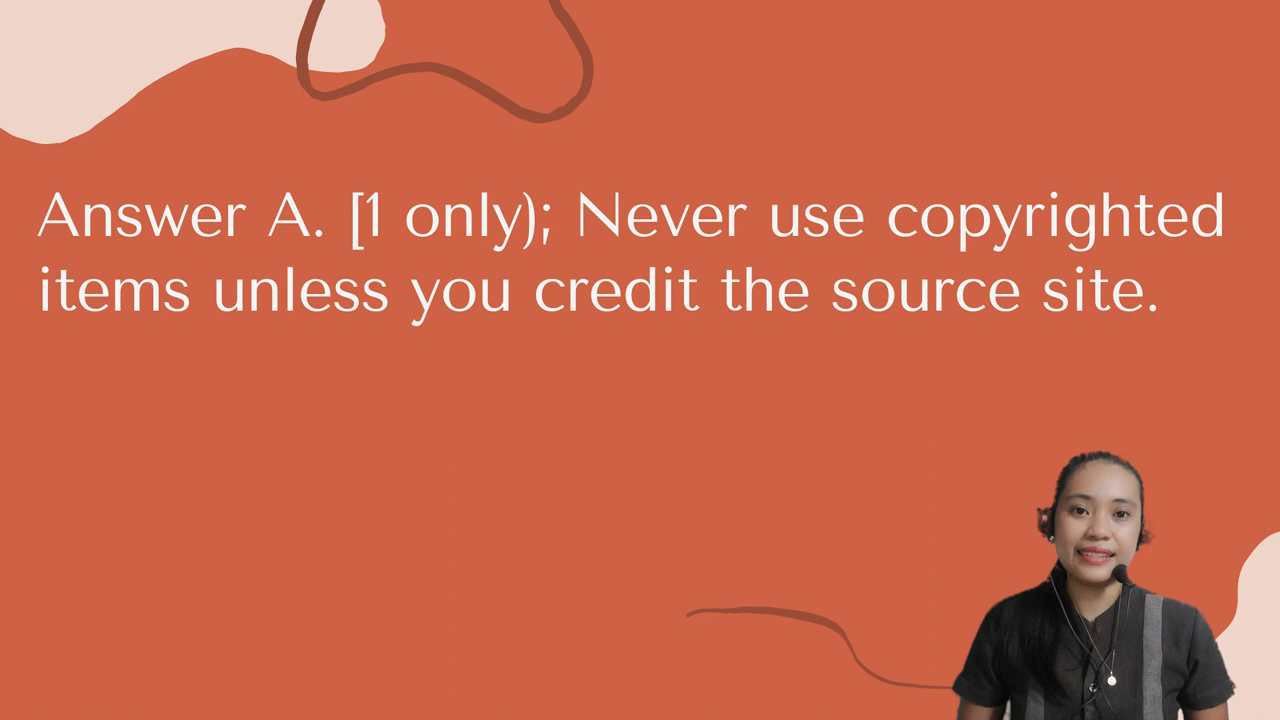 Answer A. [1 only); Never use copyrighted
items unless you credit the source site.